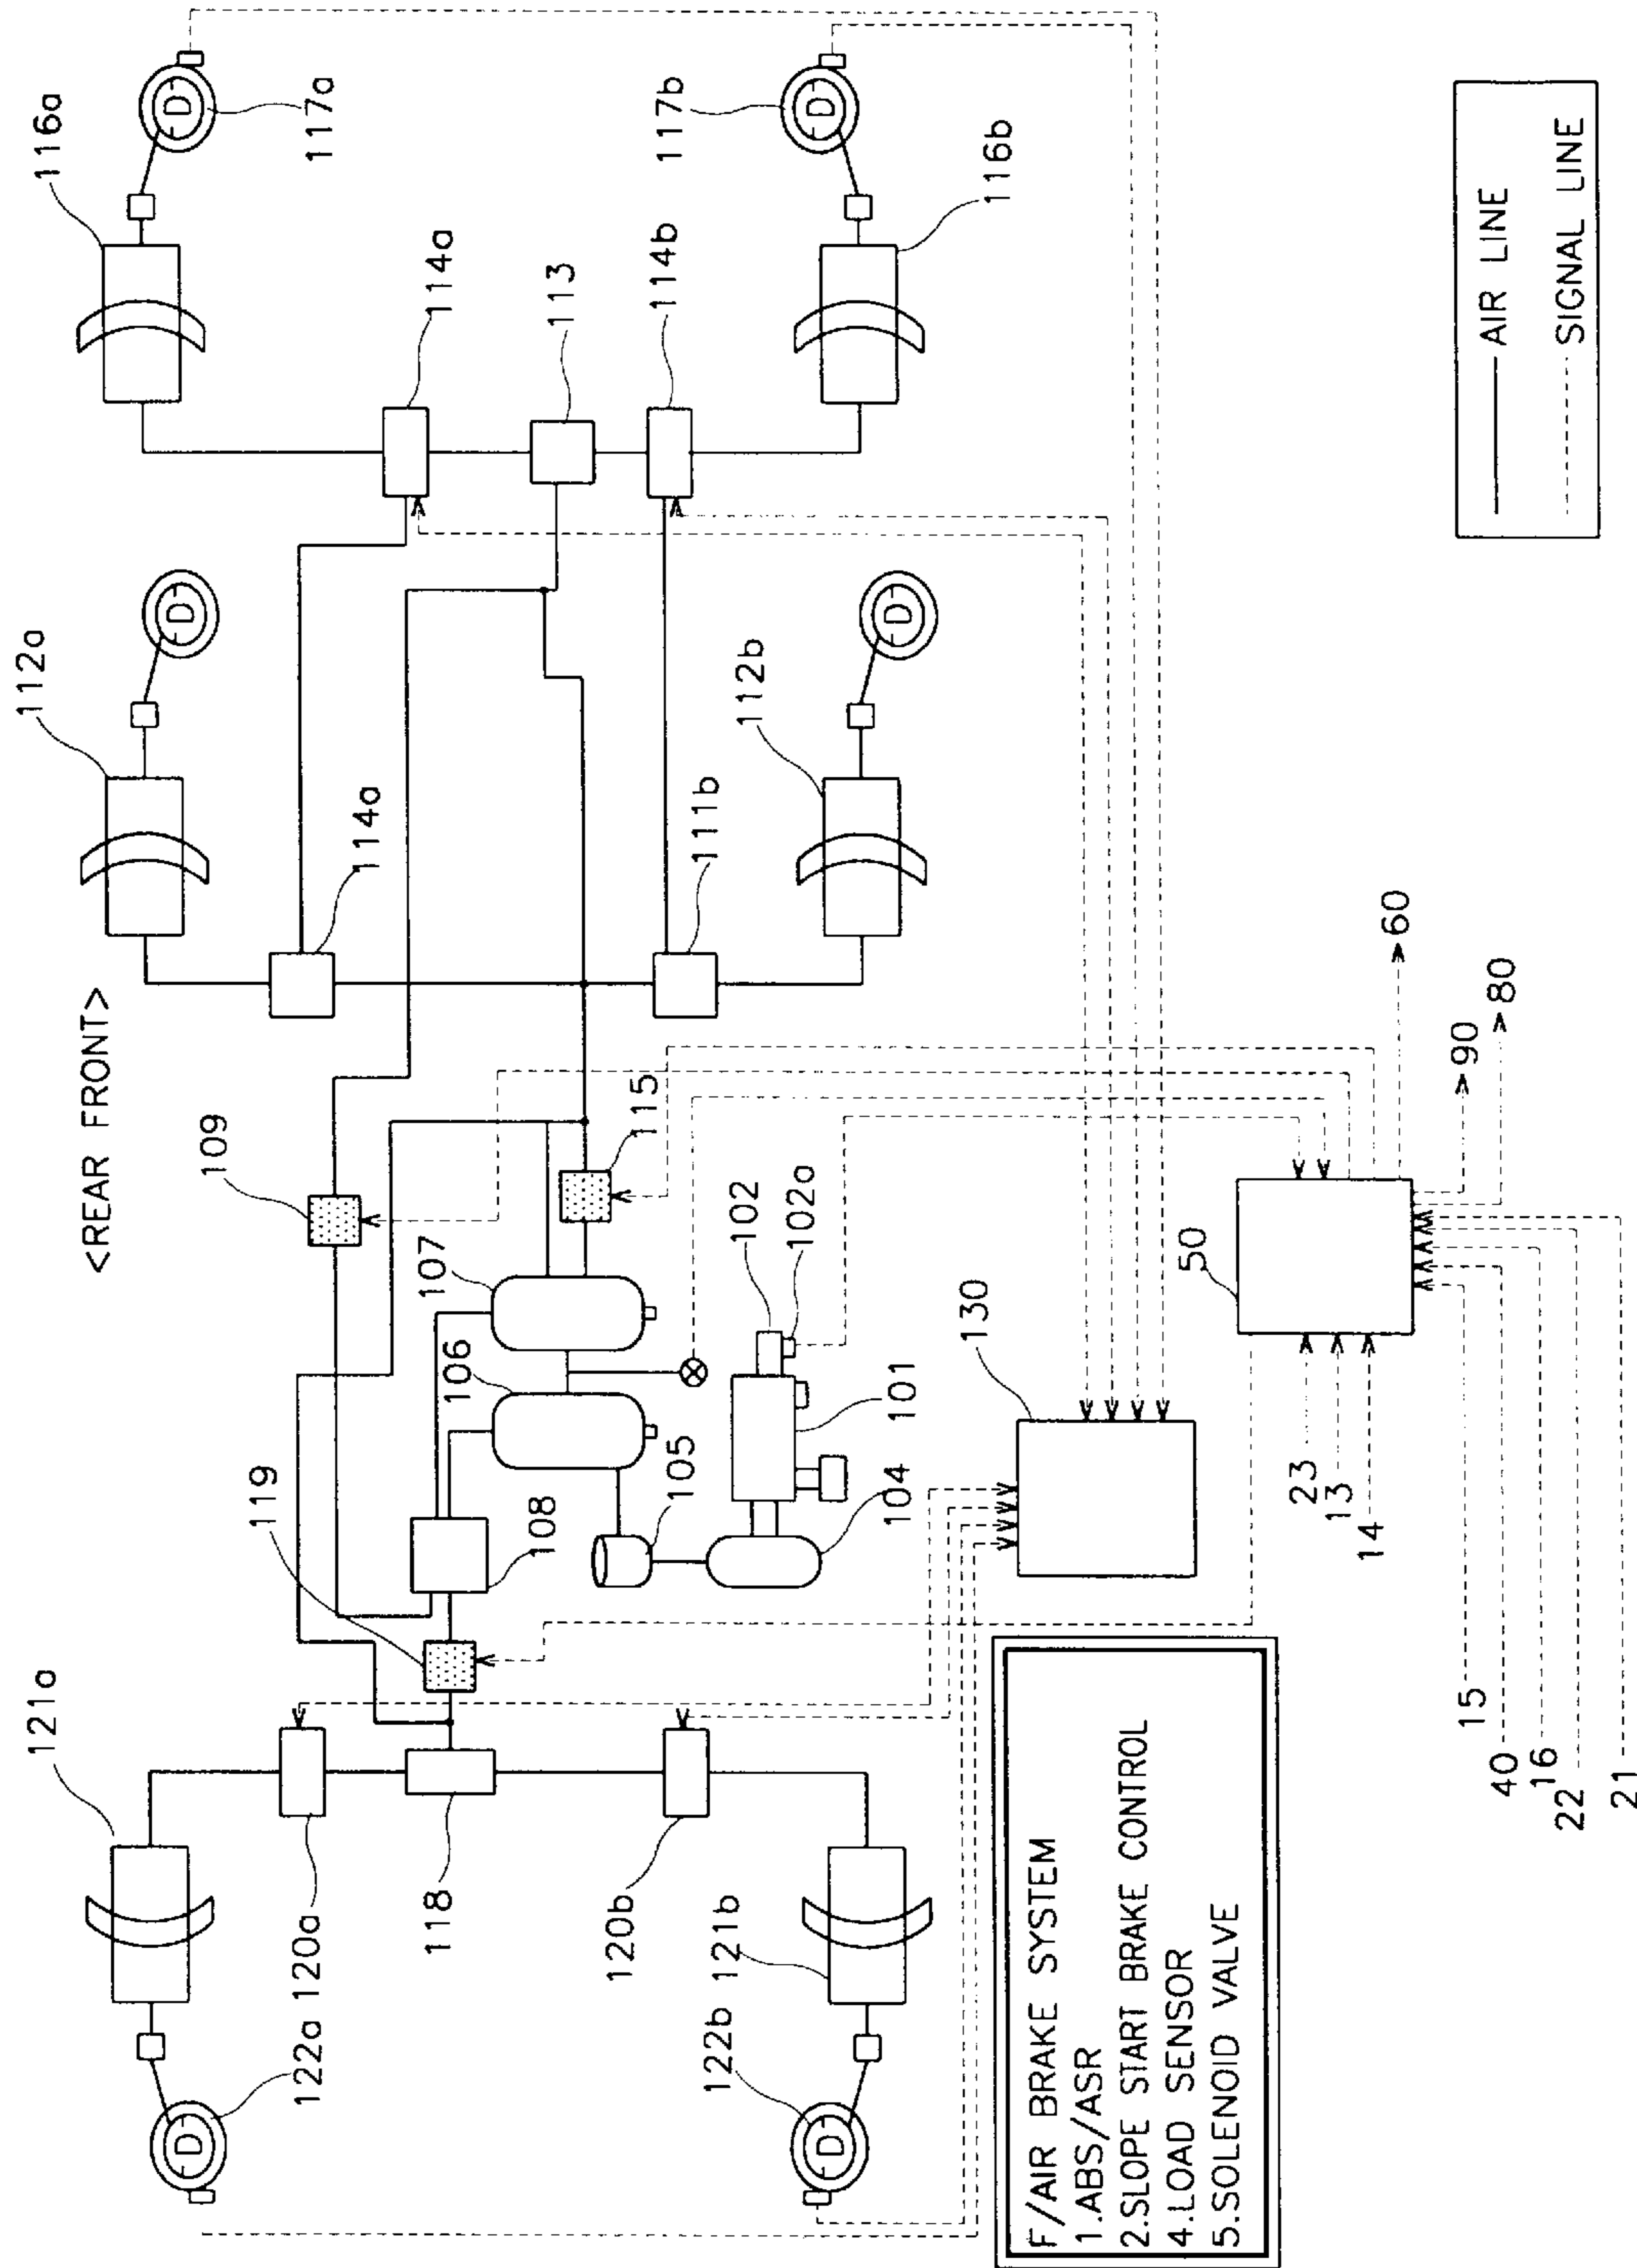 112a
116a
121a
<REAR FRONT>
D
D
D
109
119
122a 120a
117a
114a
107
106
114a
118
108
113
120b
115
105
114b
117b
111b
122b 121b
112b
102
102a
D
D
D
104
101
130
116b
F/AIR BRAKE SYSTEM
1.ABS/ASR
2.SLOPE START BRAKE CONTROL
4.LOAD SENSOR
5.SOLENOID VALVE
50
23
13
14
60
90
80
15
40
16
22
21
AIR LINE
SIGNAL LINE